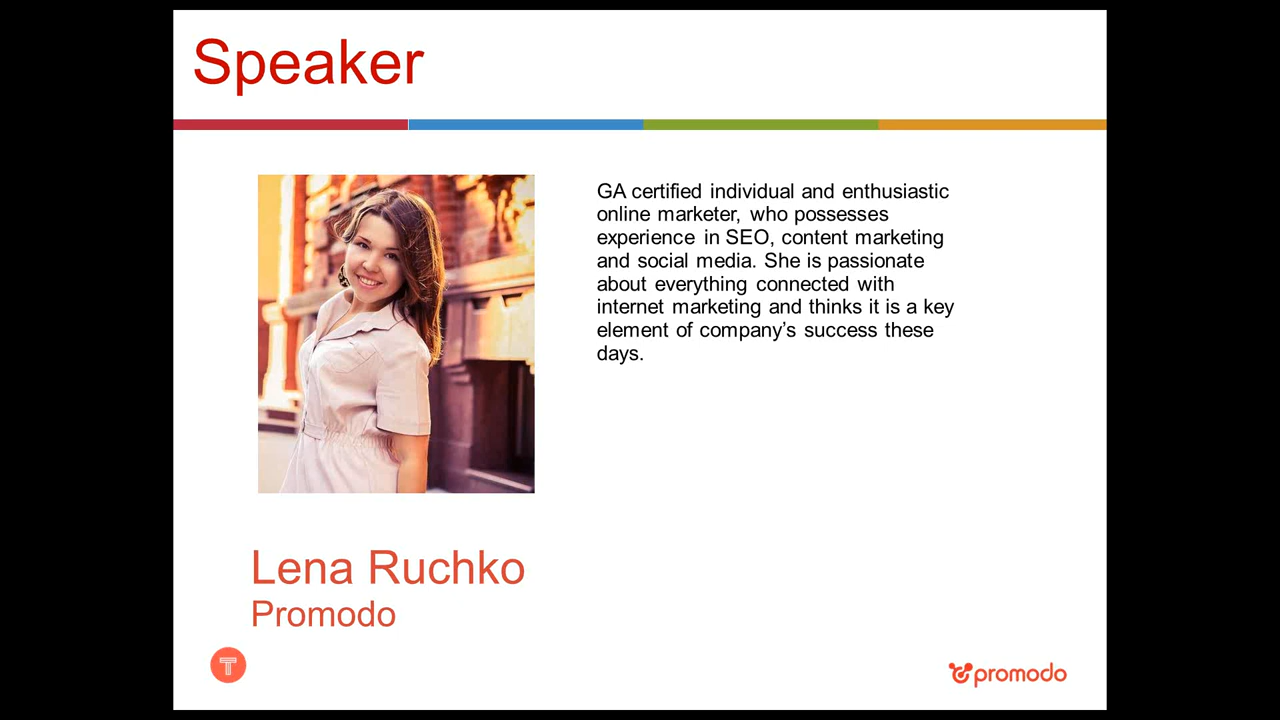 Speaker
GA certified individual and enthusiastic
online marketer, who possesses
experience in SEO, content marketing
and social media. She is passionate
about everything connected with
internet marketing and thinks it is a key
element of company’s success these
days.
Lena Ruchko
Promodo
T
promodo